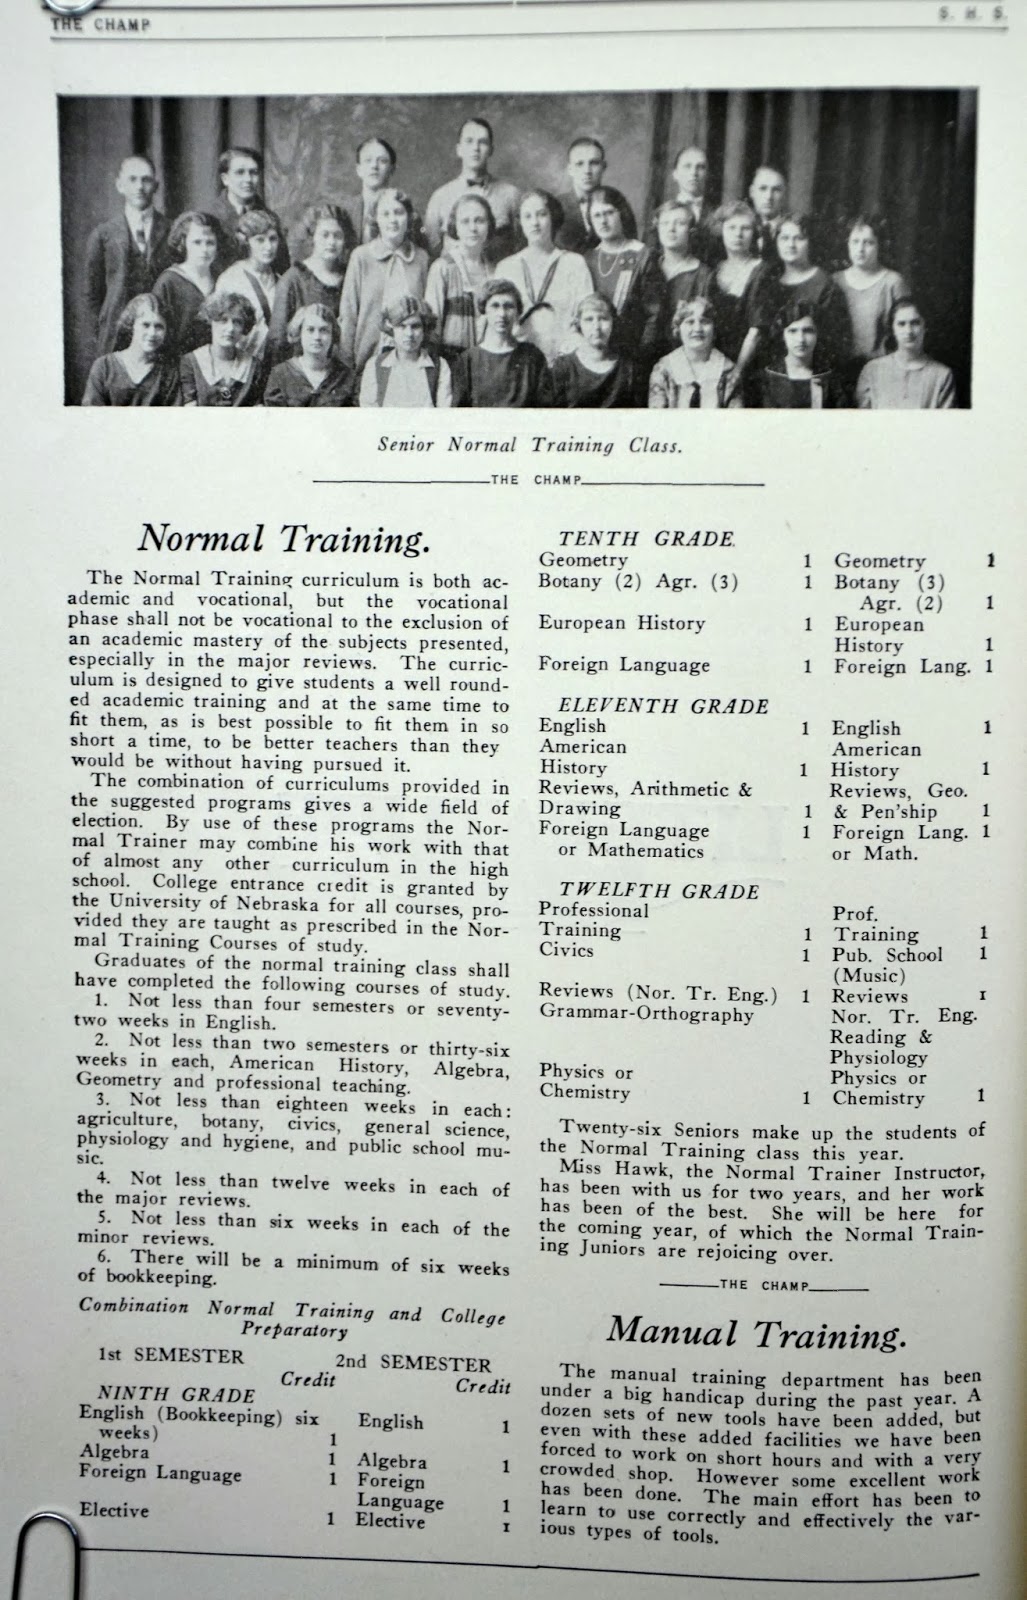 THE CHAMP
S. H. S.
Senior Normal Training Class.
THE CHAMP
Normal Training.
The Normal Training curriculum is both ac-
ademic and vocational, but the vocational
phase shall not be vocational to the exclusion of
an academic mastery of the subjects presented,
especially in the major reviews. The curric-
ulum is designed to give students a well round-
ed academic training and at the same time to
fit them, as is best possible to fit them in so
short a time, to be better teachers than they
would be without having pursued it.
The combination of curriculums provided in
the suggested programs gives a wide field of
election. By use of these programs the Nor-
mal Trainer may combine his work with that
of almost any other curriculum in the high
school. College entrance credit is granted by
the University of Nebraska for all courses, pro-
vided they are taught as prescribed in the Nor-
mal Training Courses of study.
Graduates of the normal training class shall
have completed the following courses of study.
1. Not less than four semesters or seventy-
two weeks in English.
2. Not less than two semesters or thirty-six
weeks in each, American History, Algebra,
Geometry and professional teaching.
3. Not less than eighteen weeks in each:
agriculture, botany, civics, general science,
physiology and hygiene, and public school mu-
sic.
4. Not less than twelve weeks in each of
the major reviews.
5. Not less than six weeks in each of the
minor reviews.
6. There will be a minimum of six weeks
of bookkeeping.
Combination Normal Training and College
Preparatory
1st SEMESTER 2nd SEMESTER
Credit Credit
NINTH GRADE
English (Bookkeeping) six English 1
weeks) 1
Algebra 1 Algebra 1
Foreign Language 1 Foreign
Language 1
Elective 1 Elective 1
TENTH GRADE.
Geometry 1 Geometry 1
Botany (2) Agr. (3) 1 Botany (3)
Agr. (2) 1
European History 1 European
History 1
Foreign Language 1 Foreign Lang. 1
ELEVENTH GRADE
English 1 English 1
American American
History 1 History 1
Reviews, Arithmetic & Reviews, Geo.
Drawing 1 & Pen'ship 1
Foreign Language 1 Foreign Lang. 1
or Mathematics or Math.
TWELFTH GRADE
Professional Prof.
Training 1 Training 1
Civics 1 Pub. School 1
(Music)
Reviews (Nor. Tr. Eng.) 1 Reviews 1
Grammar-Orthography Nor. Tr. Eng.
Reading &
Physiology
Physics or Physics or
Chemistry 1 Chemistry 1
Twenty-six Seniors make up the students of
the Normal Training class this year.
Miss Hawk, the Normal Trainer Instructor,
has been with us for two years, and her work
has been of the best. She will be here for
the coming year, of which the Normal Train-
ing Juniors are rejoicing over.
THE CHAMP
Manual Training.
The manual training department has been
under a big handicap during the past year. A
dozen sets of new tools have been added, but
even with these added facilities we have been
forced to work on short hours and with a very
crowded shop. However some excellent work
has been done. The main effort has been to
learn to use correctly and effectively the var-
ious types of tools.